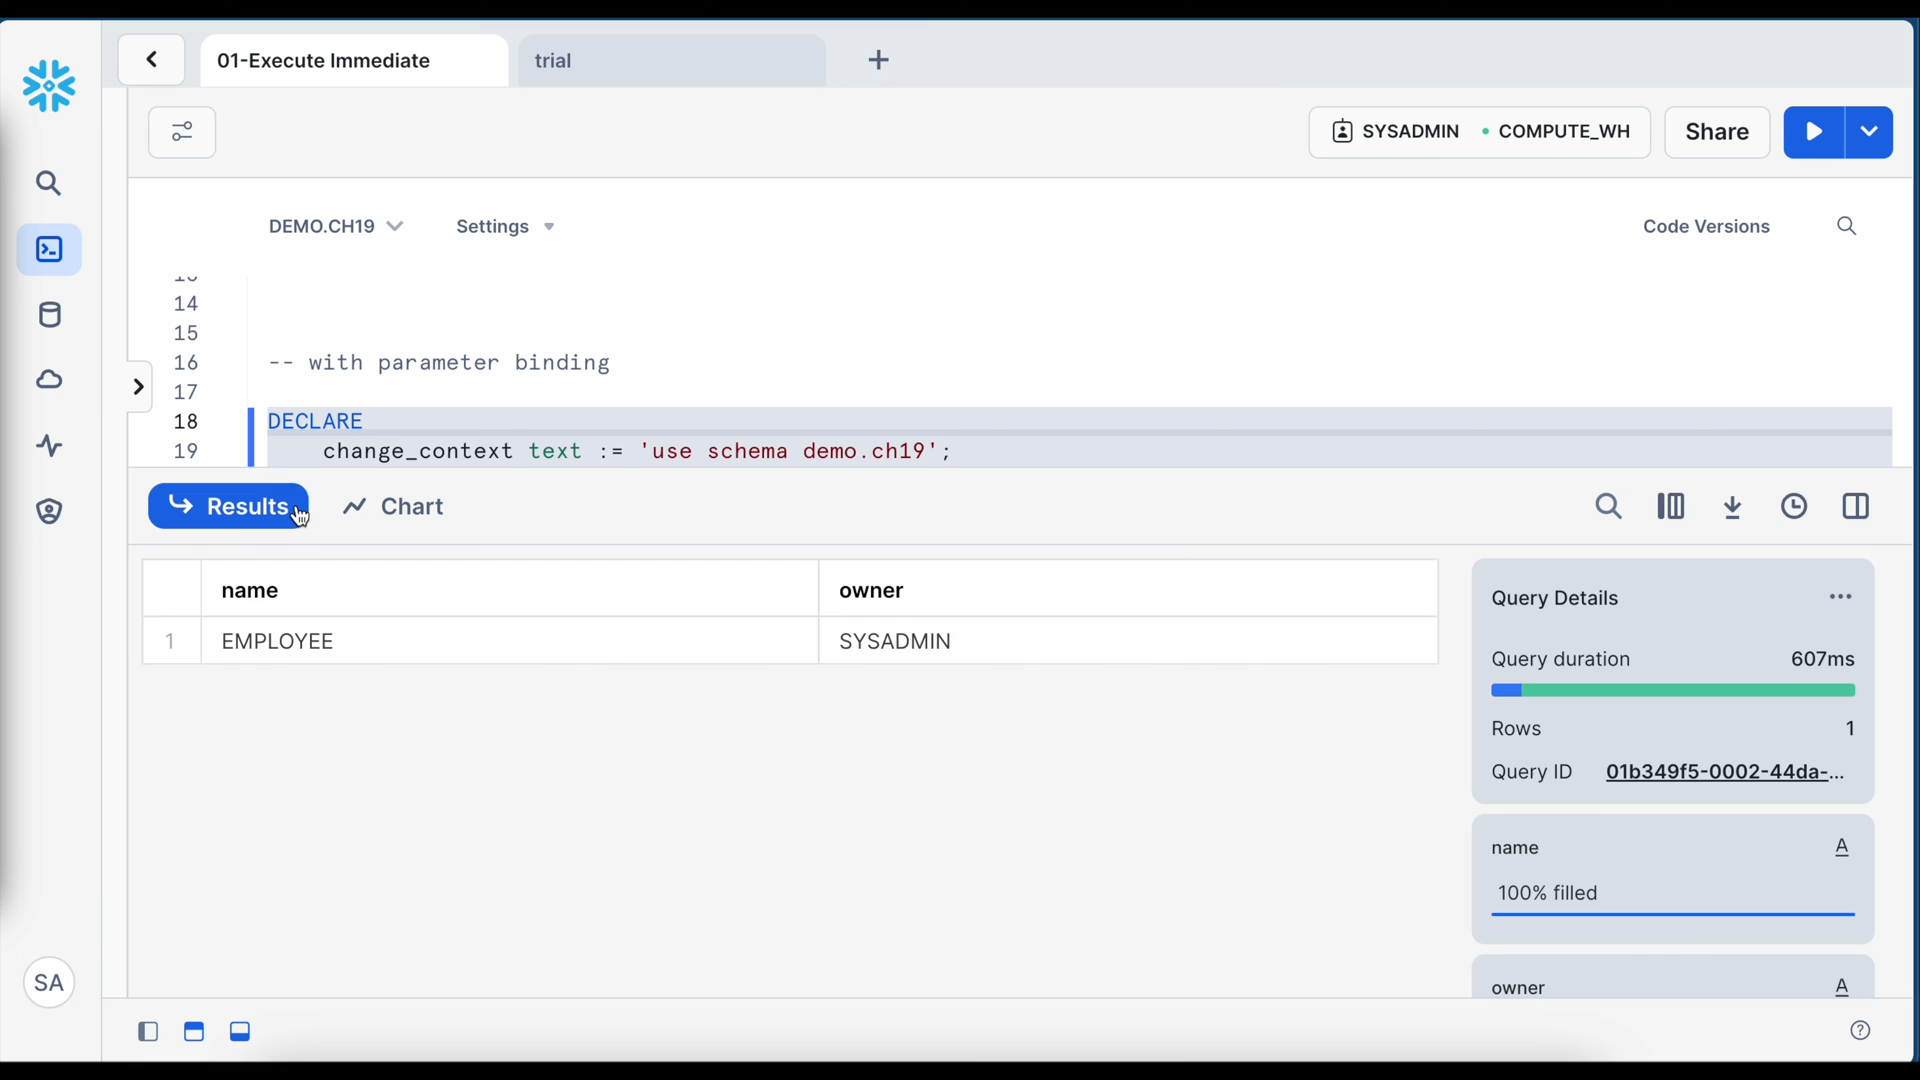 01-Execute Immediate
trial
SYSADMIN COMPUTE_WH
Share
DEMO.CH19
Settings
Code Versions
14
15
16 -- with parameter binding
17
18 DECLARE
19 change_context text := 'use schema demo.ch19';
Results
Chart
name owner
1 EMPLOYEE SYSADMIN
Query Details
Query duration 607ms
Rows 1
Query ID 01b349f5-0002-44da-...
name A
100% filled
owner A
SA